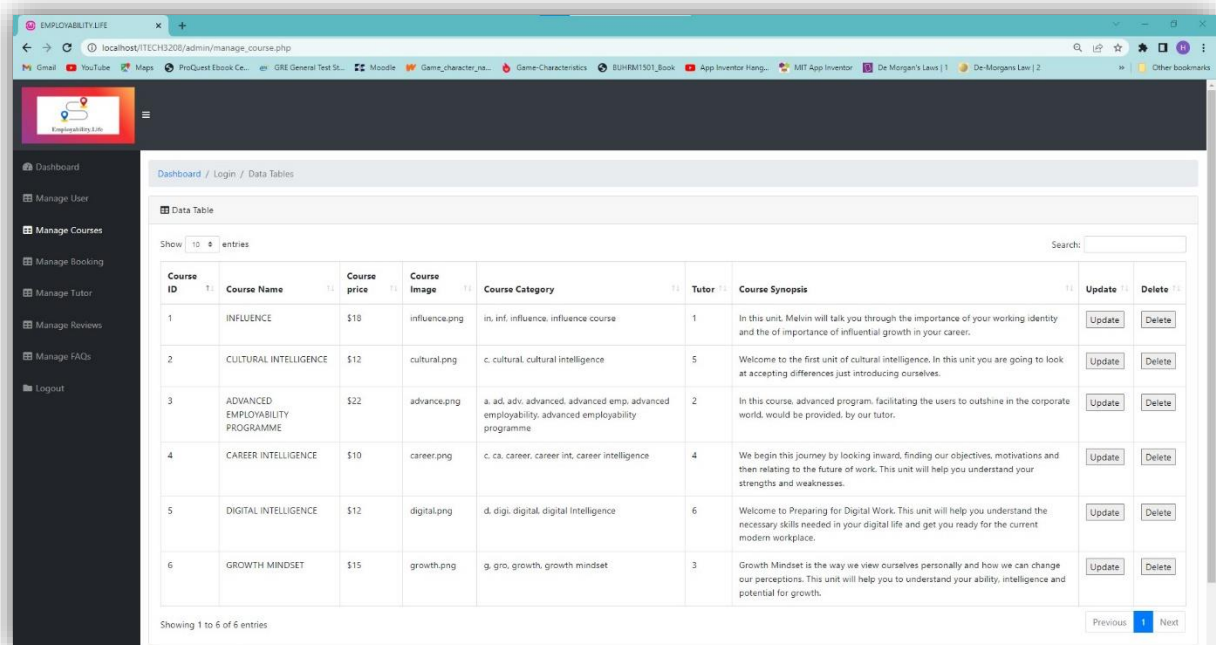 EMPLOYABILITY.LIFE
localhost/ITECH3208/admin/manage_course.php
Gmail YouTube Maps ProQuest Ebook Ce... GRE General Test St... Moodle Game_character_na... Game-Characteristics BUHRM1501_Book App Inventor Hang... MIT App Inventor De Morgan's Laws | 1 De-Morgans Law | 2 » Other bookmarks
H
Employability.Life
Dashboard
Manage User
Manage Courses
Manage Booking
Manage Tutor
Manage Reviews
Manage FAQs
Logout
Dashboard / Login / Data Tables
Data Table
Show 10 entries Search:
Course ID Course Name Course price Course Image Course Category Tutor Course Synopsis Update Delete
1 INFLUENCE $18 influence.png in, inf, influence, influence course 1 In this unit, Melvin will talk you through the importance of your working identity
and the of importance of influential growth in your career. Update Delete
2 CULTURAL INTELLIGENCE $12 cultural.png c, cultural, cultural intelligence 5 Welcome to the first unit of cultural intelligence. In this unit you are going to look
at accepting differences just introducing ourselves. Update Delete
3 ADVANCED EMPLOYABILITY PROGRAMME $22 advance.png a, ad, adv, advanced, advanced emp, advanced employability, advanced employability programme 2 In this course, advanced program, facilitating the users to outshine in the corporate
world, would be provided, by our tutor. Update Delete
4 CAREER INTELLIGENCE $10 career.png c, ca, career, career int, career intelligence 4 We begin this journey by looking inward, finding our objectives, motivations and
then relating to the future of work. This unit will help you understand your
strengths and weaknesses. Update Delete
5 DIGITAL INTELLIGENCE $12 digital.png d, digi, digital, digital Intelligence 6 Welcome to Preparing for Digital Work. This unit will help you understand the
necessary skills needed in your digital life and get you ready for the current
modern workplace. Update Delete
6 GROWTH MINDSET $15 growth.png g, gro, growth, growth mindset 3 Growth Mindset is the way we view ourselves personally and how we can change
our perceptions. This unit will help you to understand your ability, intelligence and
potential for growth. Update Delete
Showing 1 to 6 of 6 entries Previous 1 Next